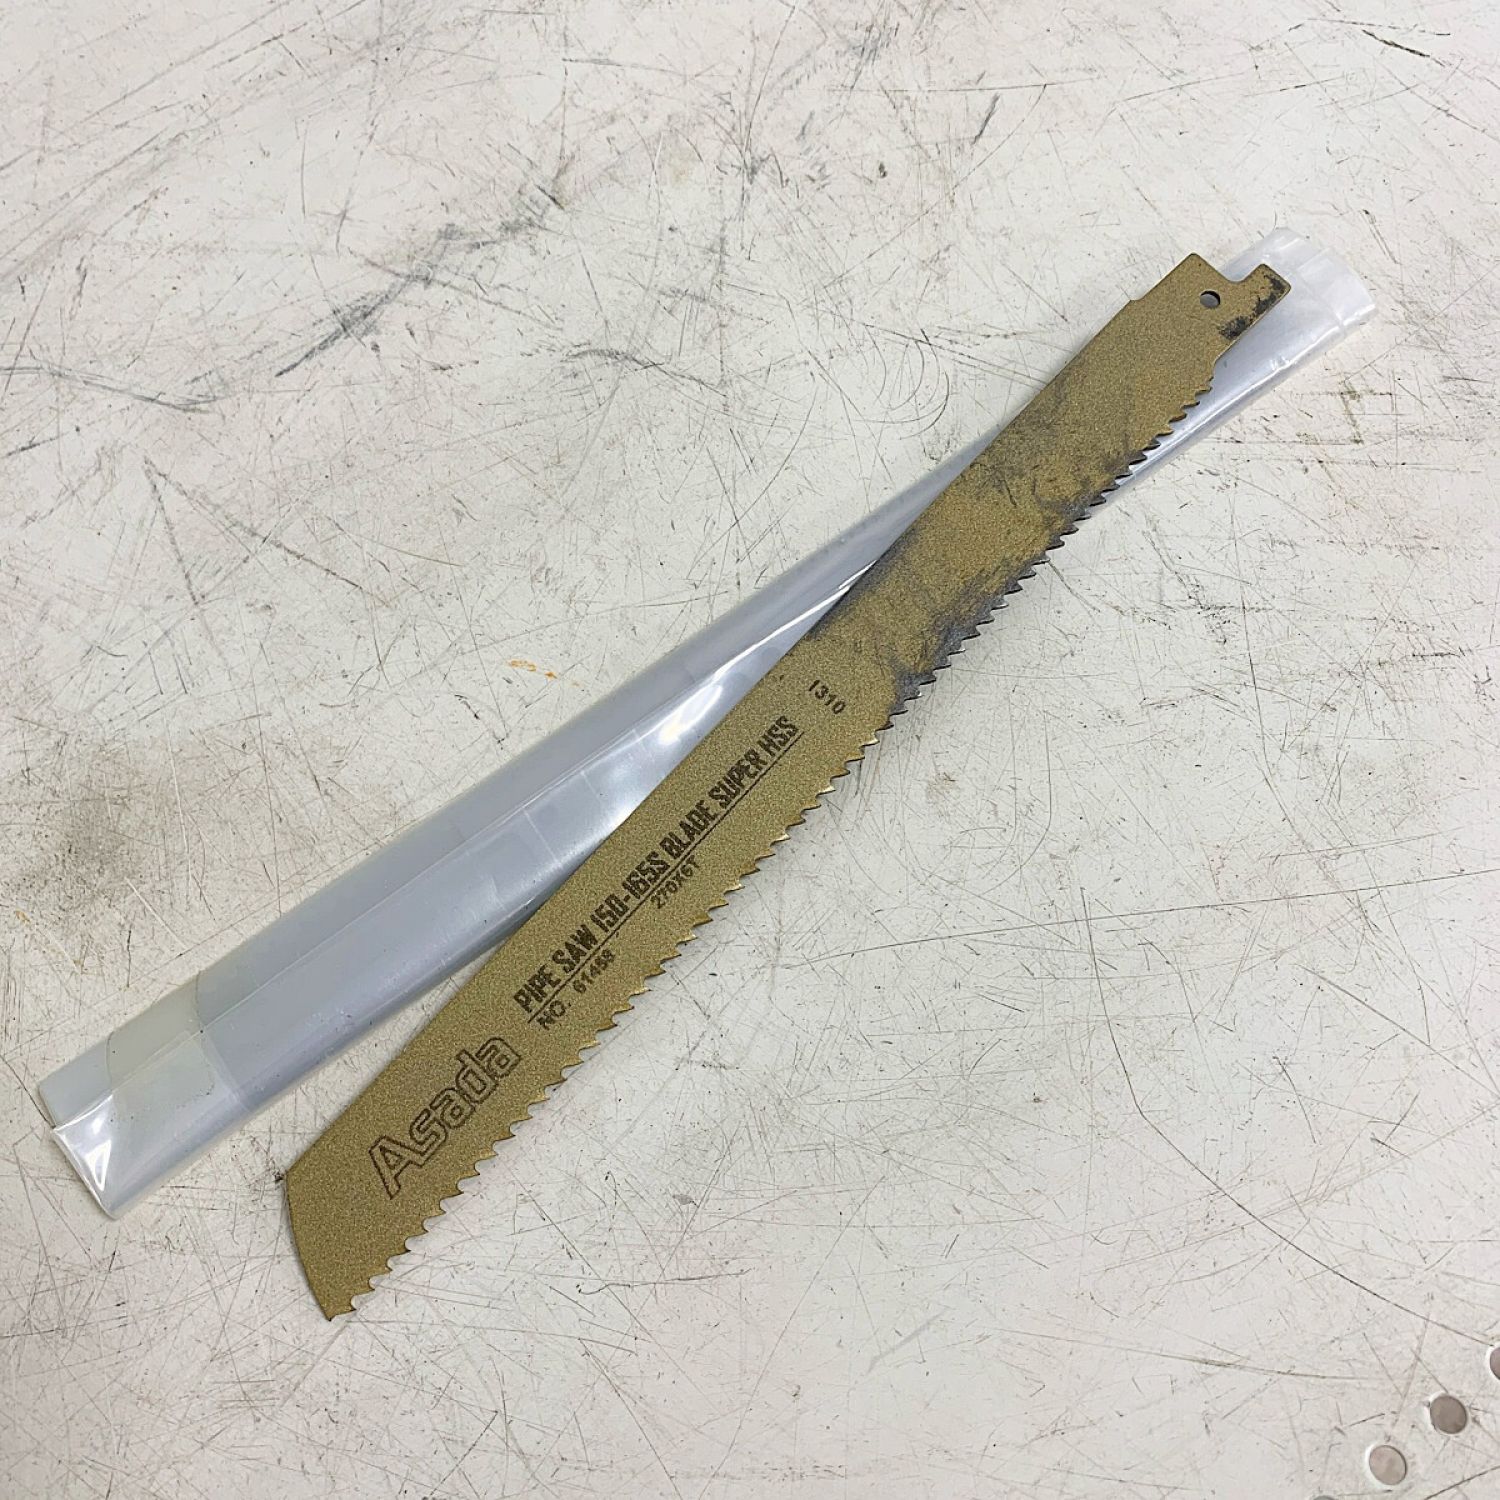 Asada
PIPE SAW 150-165S BLADE SUPER HSS
NO. 61468 270X6T
1310